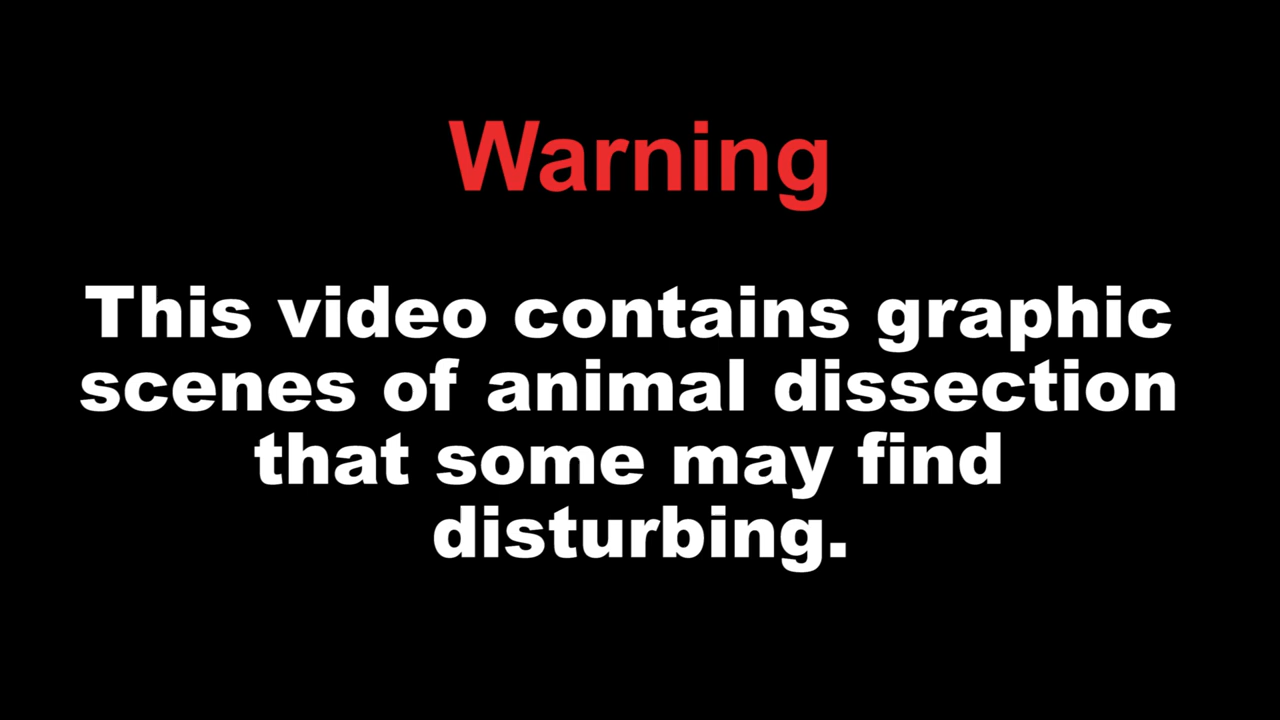 Warning
This video contains graphic
scenes of animal dissection
that some may find
disturbing.